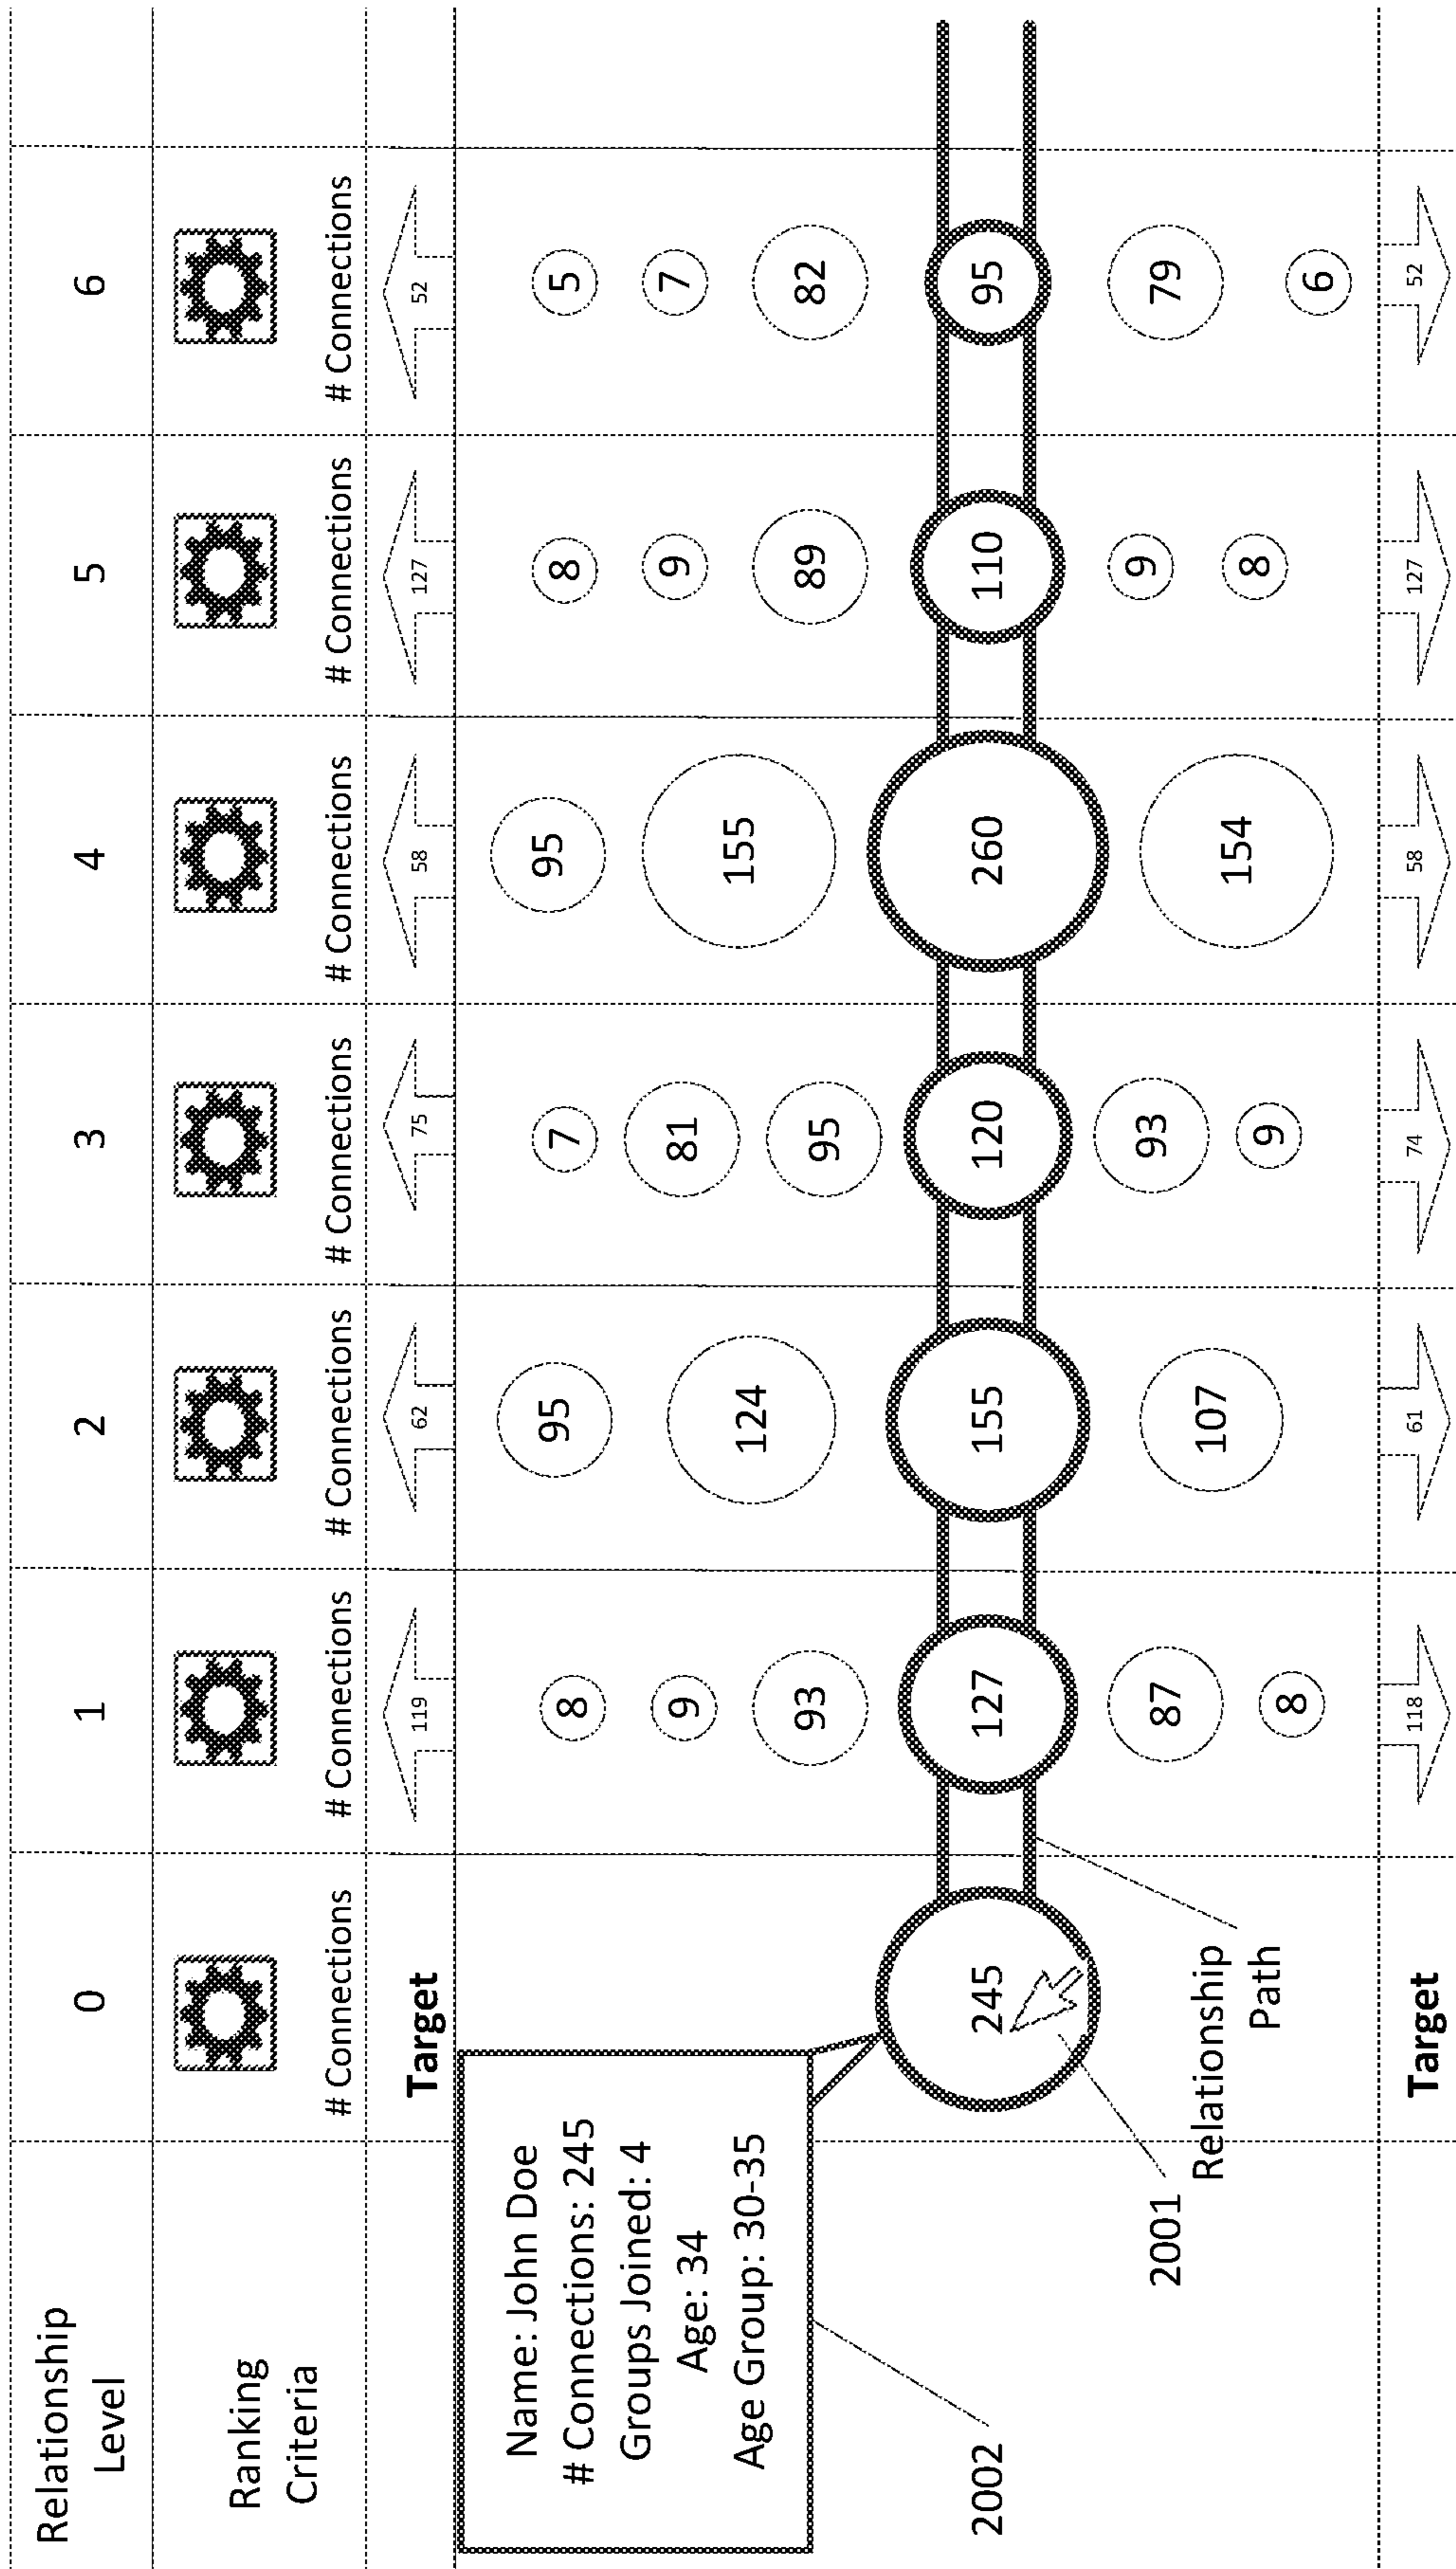 Relationship
Level
0
1
2
3
4
5
6
Ranking
Criteria
# Connections
# Connections
# Connections
# Connections
# Connections
# Connections
# Connections
Target
119
62
75
58
127
52
Name: John Doe
# Connections: 245
Groups Joined: 4
Age: 34
Age Group: 30-35
8
9
93
95
124
7
81
95
95
155
8
9
89
5
7
82
245
127
155
120
260
110
95
2002
2001
Relationship
Path
87
8
107
93
9
154
9
8
79
6
Target
118
61
74
58
127
52